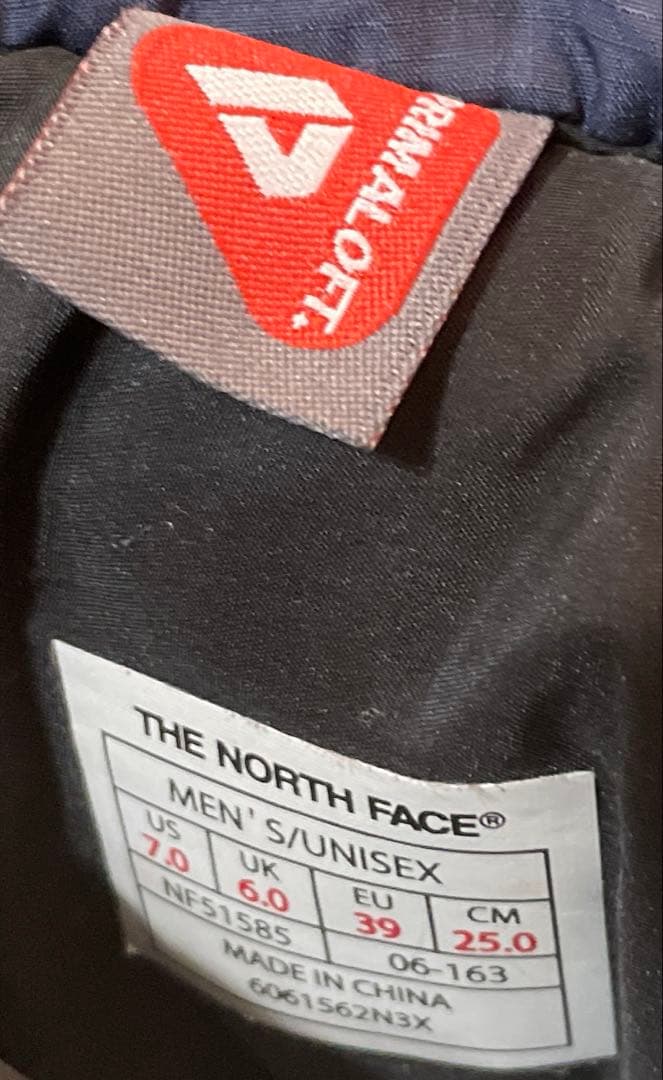 PRIMALOFT.
THE NORTH FACE®
MEN'S/UNISEX
US UK EU CM
7.0 6.0 39 25.0
NF51585 06-163
MADE IN CHINA
6061562N3X